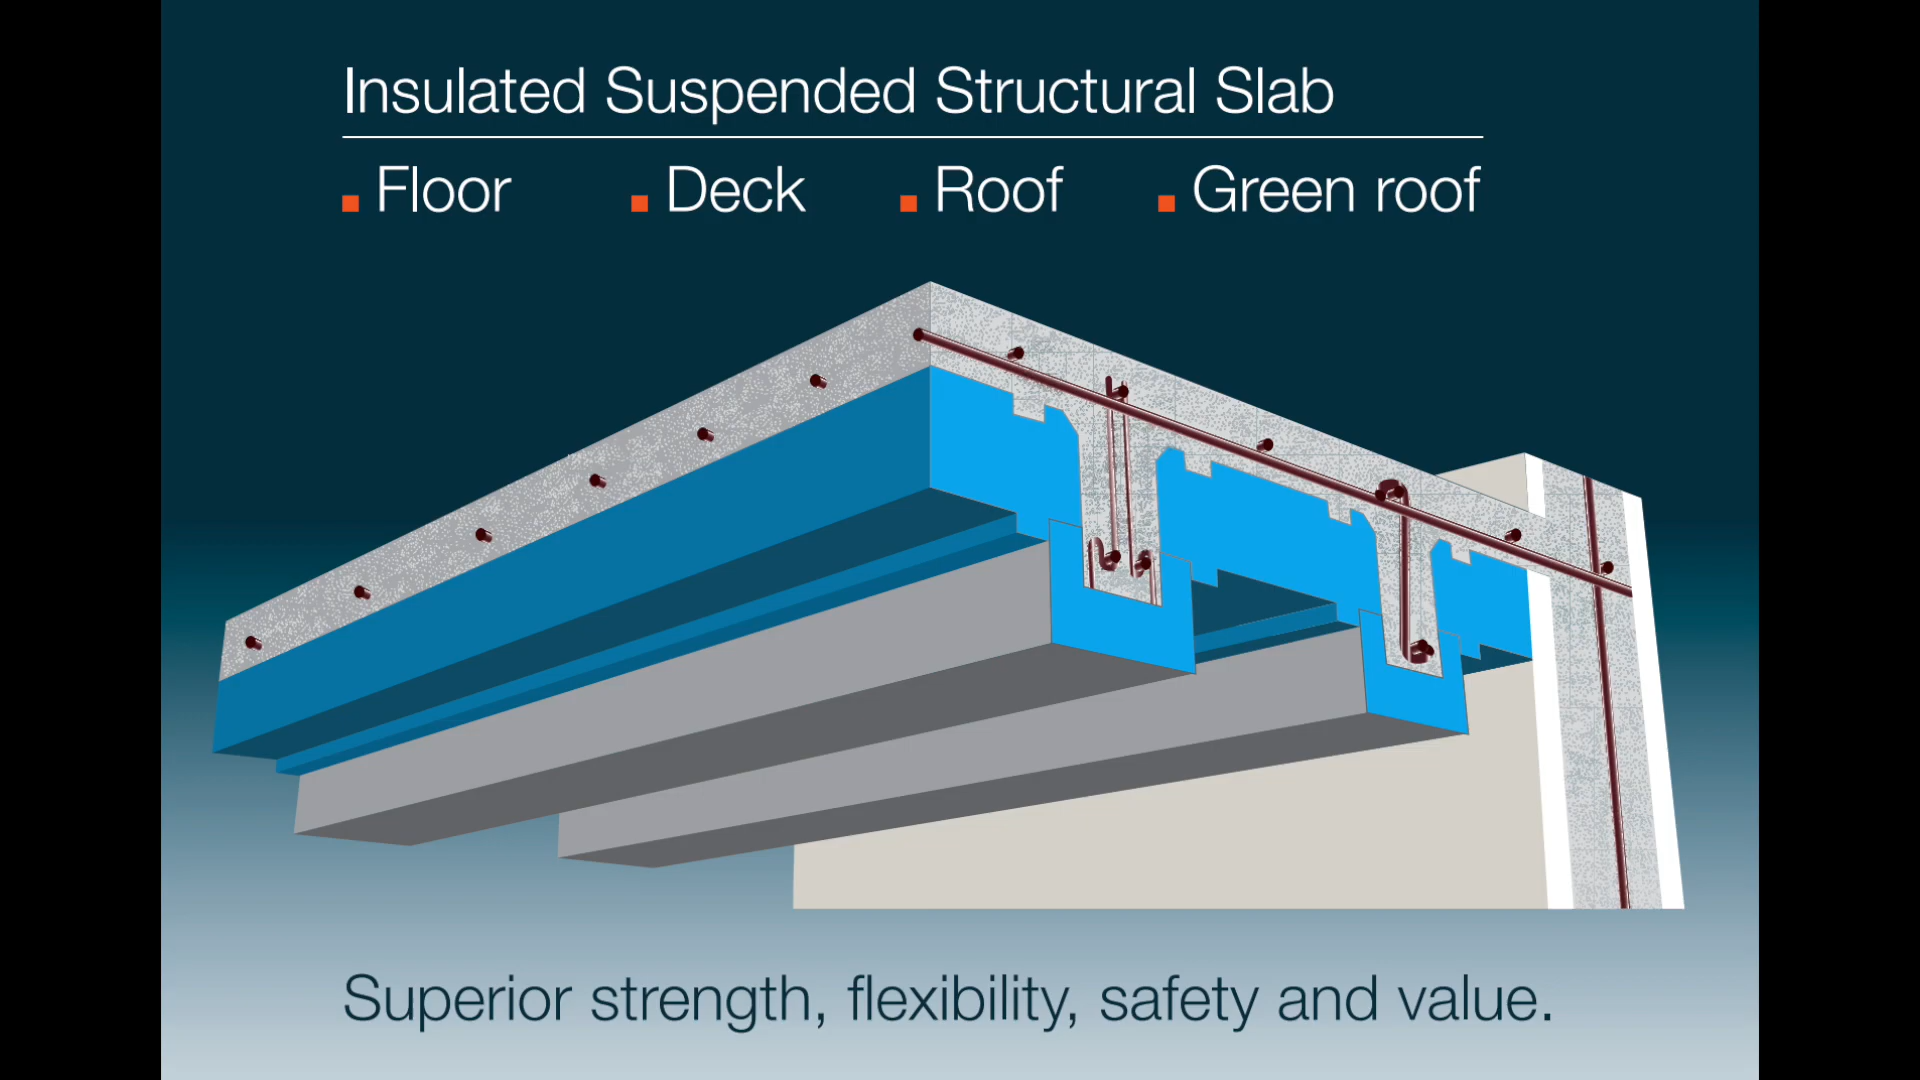 Insulated Suspended Structural Slab
Floor Deck Roof Green roof
Superior strength, flexibility, safety and value.